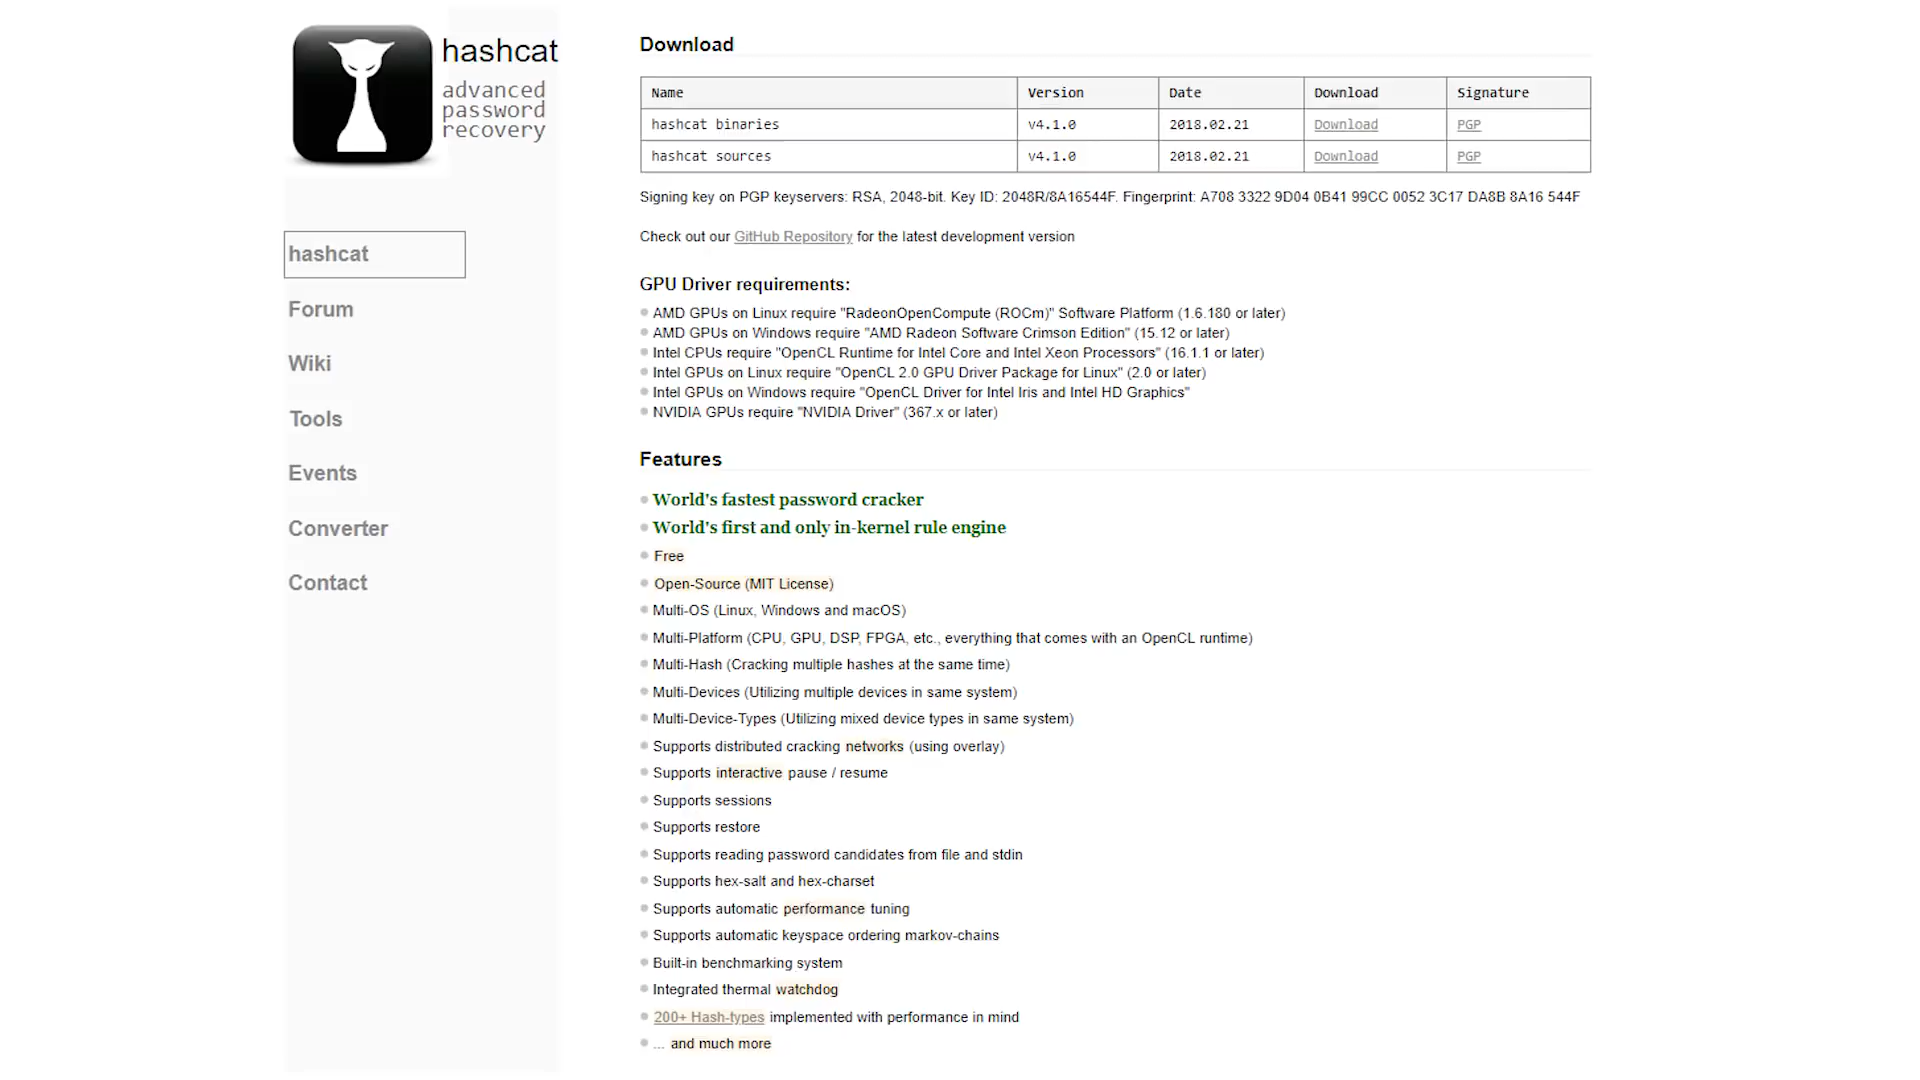 hashcat
advanced
password
recovery
hashcat
Forum
Wiki
Tools
Events
Converter
Contact
Download
Name Version Date Download Signature
hashcat binaries v4.1.0 2018.02.21 Download PGP
hashcat sources v4.1.0 2018.02.21 Download PGP
Signing key on PGP keyservers: RSA, 2048-bit. Key ID: 2048R/8A16544F. Fingerprint: A708 3322 9D04 0B41 99CC 0052 3C17 DA8B 8A16 544F
Check out our GitHub Repository for the latest development version
GPU Driver requirements:
AMD GPUs on Linux require "RadeonOpenCompute (ROCm)" Software Platform (1.6.180 or later)
AMD GPUs on Windows require "AMD Radeon Software Crimson Edition" (15.12 or later)
Intel CPUs require "OpenCL Runtime for Intel Core and Intel Xeon Processors" (16.1.1 or later)
Intel GPUs on Linux require "OpenCL 2.0 GPU Driver Package for Linux" (2.0 or later)
Intel GPUs on Windows require "OpenCL Driver for Intel Iris and Intel HD Graphics"
NVIDIA GPUs require "NVIDIA Driver" (367.x or later)
Features
World's fastest password cracker
World's first and only in-kernel rule engine
Free
Open-Source (MIT License)
Multi-OS (Linux, Windows and macOS)
Multi-Platform (CPU, GPU, DSP, FPGA, etc., everything that comes with an OpenCL runtime)
Multi-Hash (Cracking multiple hashes at the same time)
Multi-Devices (Utilizing multiple devices in same system)
Multi-Device-Types (Utilizing mixed device types in same system)
Supports distributed cracking networks (using overlay)
Supports interactive pause / resume
Supports sessions
Supports restore
Supports reading password candidates from file and stdin
Supports hex-salt and hex-charset
Supports automatic performance tuning
Supports automatic keyspace ordering markov-chains
Built-in benchmarking system
Integrated thermal watchdog
200+ Hash-types implemented with performance in mind
... and much more